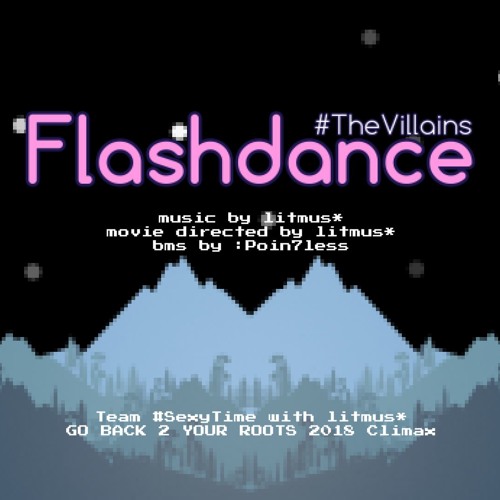 #TheVillains
Flashdance
music by litmus*
movie directed by litmus*
bms by :Poin7less
Team #SexyTime with litmus*
GO BACK 2 YOUR ROOTS 2018 Climax